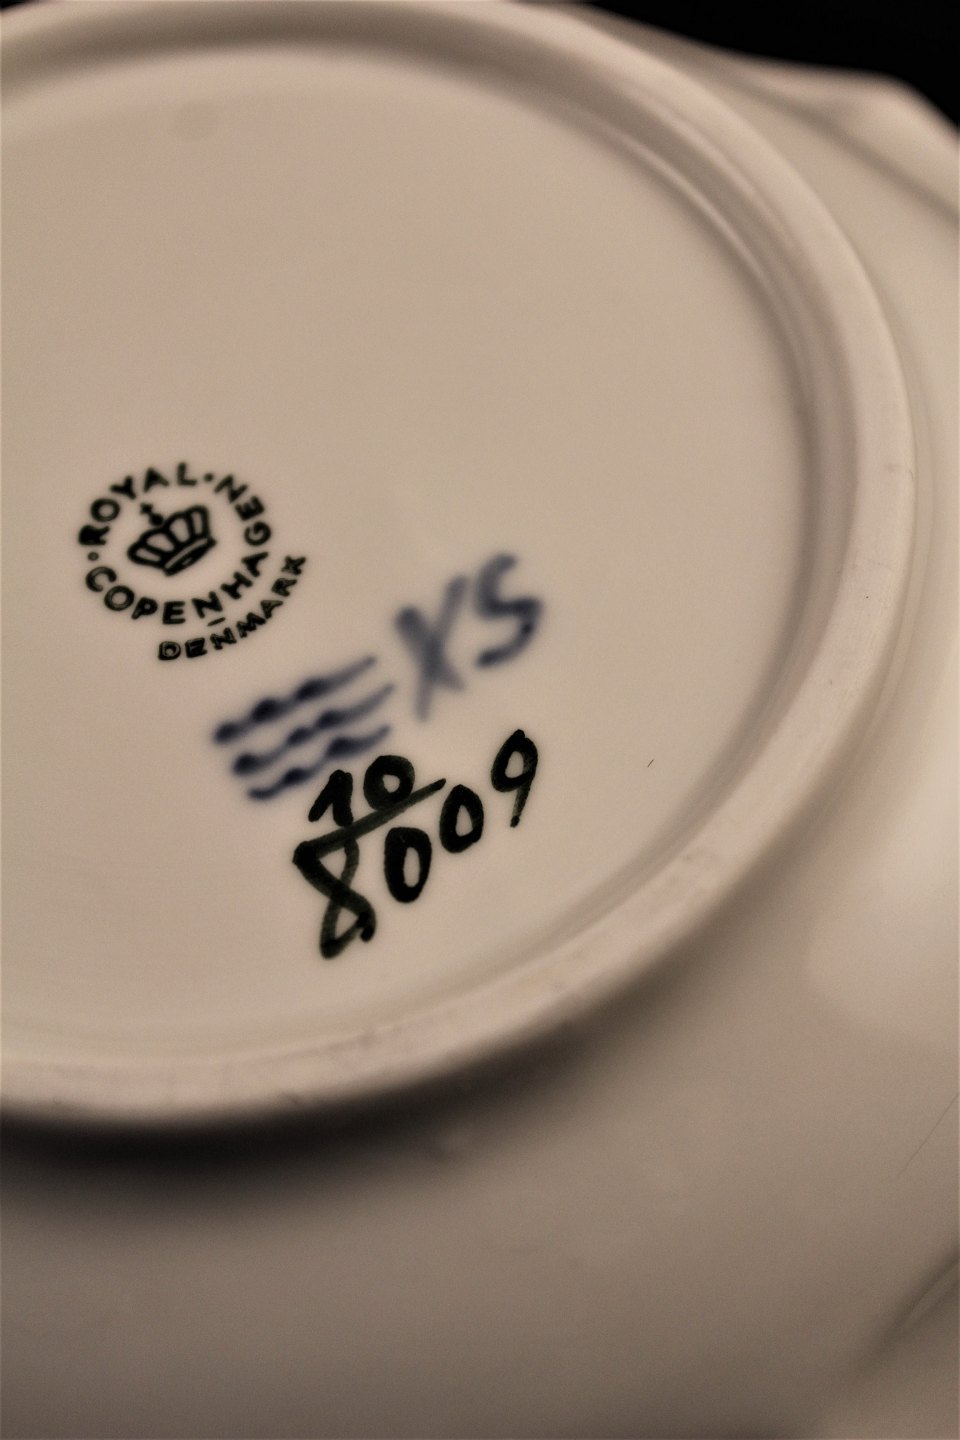 ROYAL · COPENHAGEN ·
DENMARK
XS
10
8009